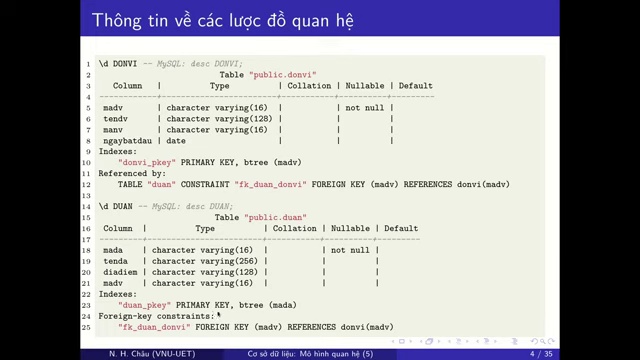 Thông tin về các lược đồ quan hệ
1 \d DONVI -- MySQL: desc DONVI;
2 Table "public.donvi"
3 Column | Type | Collation | Nullable | Default
4 ----------+------------------------+-----------+----------+---------
5 madv | character varying(16) | | not null |
6 tendv | character varying(128) | | |
7 manv | character varying(16) | | |
8 ngaybatdau | date | | |
9 Indexes:
10 "donvi_pkey" PRIMARY KEY, btree (madv)
11 Referenced by:
12 TABLE "duan" CONSTRAINT "fk_duan_donvi" FOREIGN KEY (madv) REFERENCES donvi(madv)
13
14 \d DUAN -- MySQL: desc DUAN;
15 Table "public.duan"
16 Column | Type | Collation | Nullable | Default
17 ---------+------------------------+-----------+----------+---------
18 mada | character varying(16) | | not null |
19 tenda | character varying(256) | | |
20 diadiem | character varying(128) | | |
21 madv | character varying(16) | | |
22 Indexes:
23 "duan_pkey" PRIMARY KEY, btree (mada)
24 Foreign-key constraints:
25 "fk_duan_donvi" FOREIGN KEY (madv) REFERENCES donvi(madv)
N. H. Châu (VNU-UET) Cơ sở dữ liệu: Mô hình quan hệ (5) 4 / 35